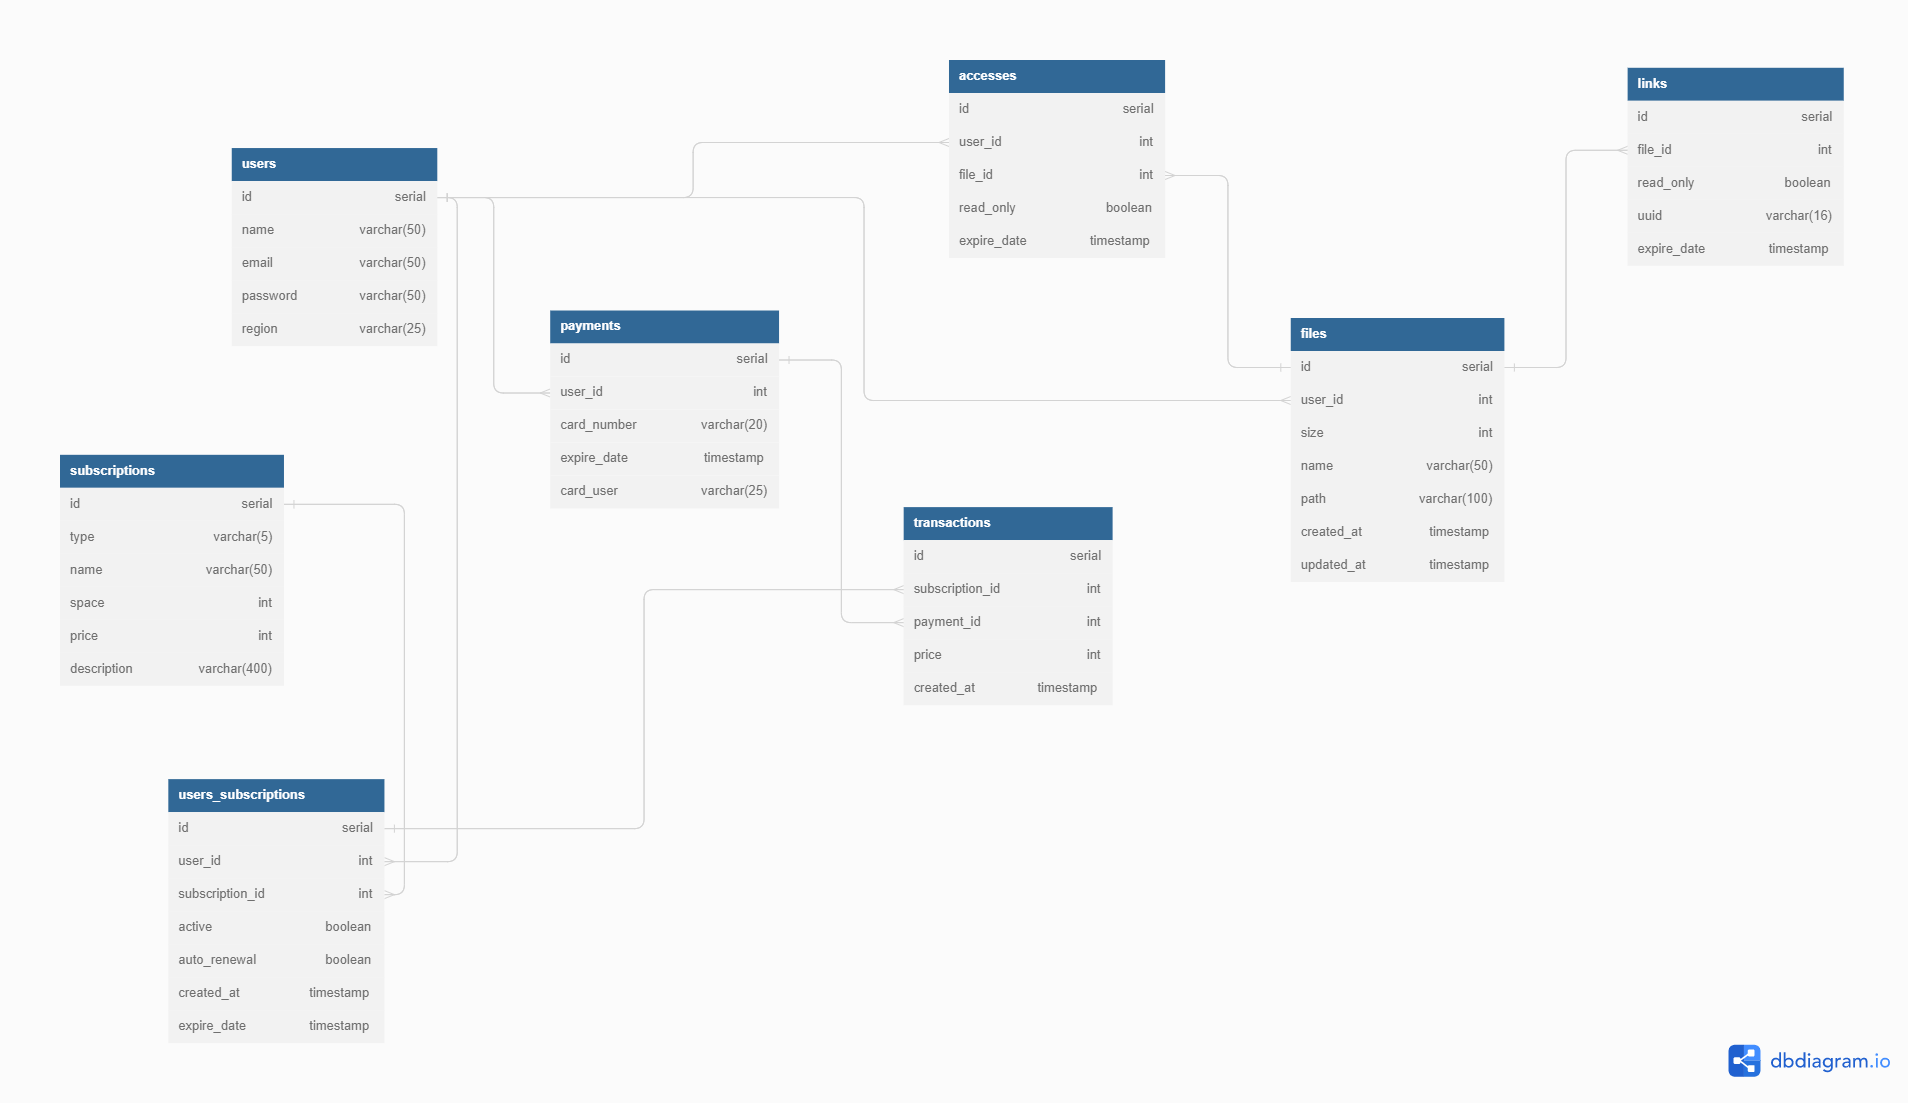 users
id serial
name varchar(50)
email varchar(50)
password varchar(50)
region varchar(25)
subscriptions
id serial
type varchar(5)
name varchar(50)
space int
price int
description varchar(400)
users_subscriptions
id serial
user_id int
subscription_id int
active boolean
auto_renewal boolean
created_at timestamp
expire_date timestamp
payments
id serial
user_id int
card_number varchar(20)
expire_date timestamp
card_user varchar(25)
accesses
id serial
user_id int
file_id int
read_only boolean
expire_date timestamp
transactions
id serial
subscription_id int
payment_id int
price int
created_at timestamp
files
id serial
user_id int
size int
name varchar(50)
path varchar(100)
created_at timestamp
updated_at timestamp
links
id serial
file_id int
read_only boolean
uuid varchar(16)
expire_date timestamp
dbdiagram.io